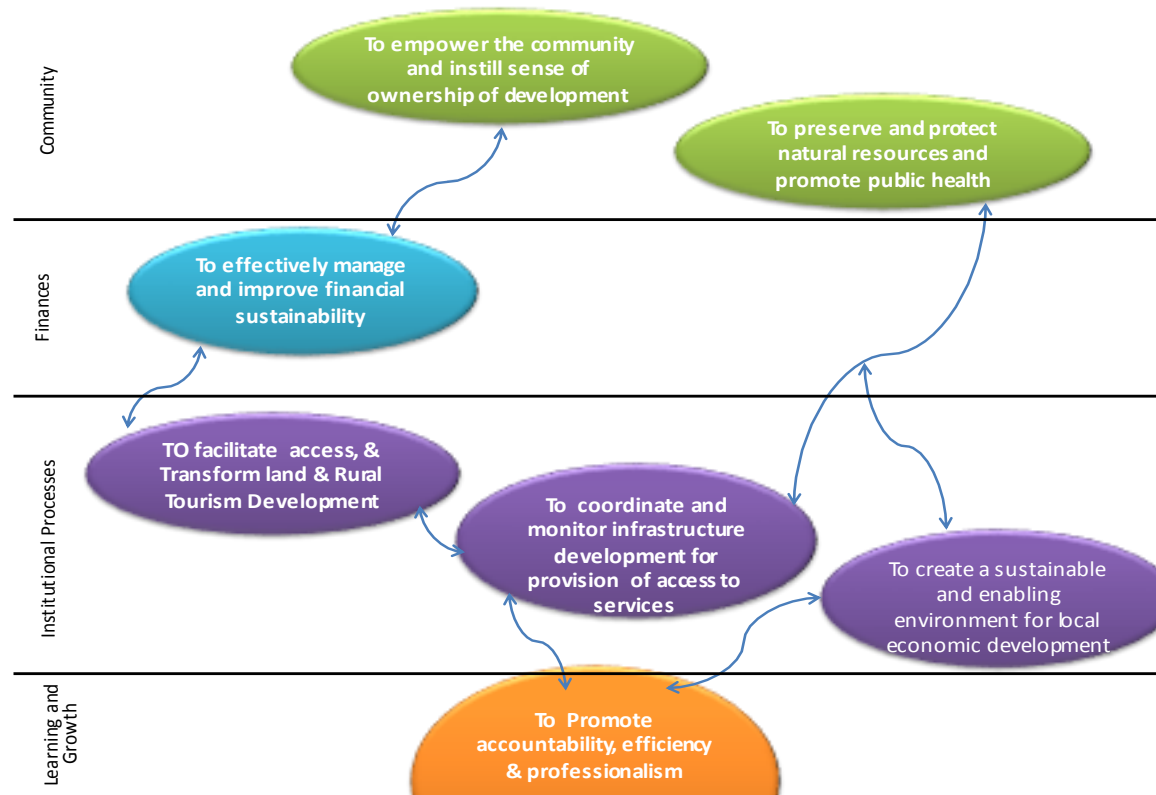 Community
To empower the community
and instill sense of
ownership of development
To preserve and protect
natural resources and
promote public health
Finances
To effectively manage
and improve financial
sustainability
Institutional Processes
TO facilitate access, &
Transform land & Rural
Tourism Development
To coordinate and
monitor infrastructure
development for
provision of access to
services
To create a sustainable
and enabling
environment for local
economic development
Learning and
Growth
To Promote
accountability, efficiency
& professionalism